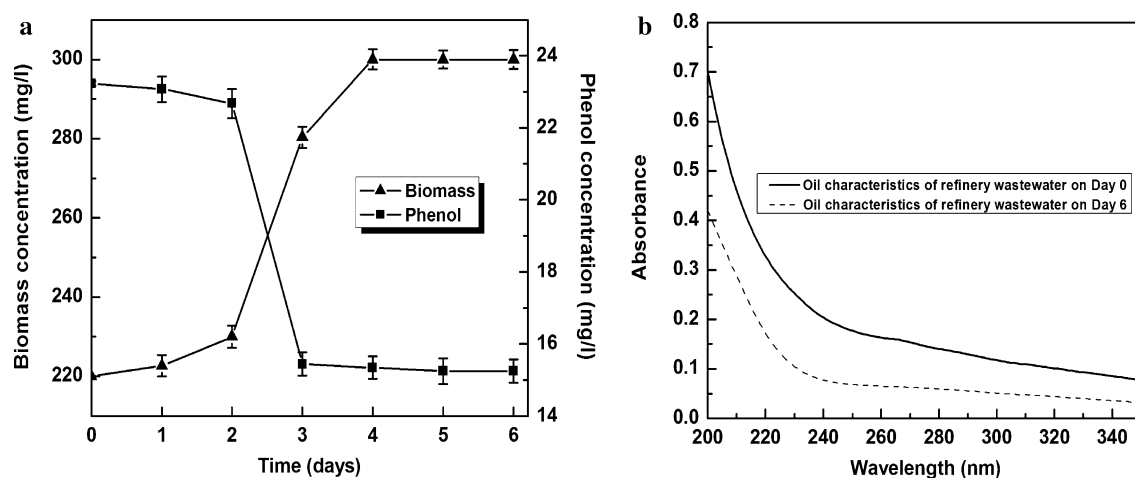 a
Biomass concentration (mg/l)
300
280
260
240
220
24
22
20
18
16
14
Phenol concentration (mg/l)
Biomass
Phenol
0 1 2 3 4 5 6
Time (days)
b
Absorbance
0.8
0.7
0.6
0.5
0.4
0.3
0.2
0.1
0.0
Oil characteristics of refinery wastewater on Day 0
Oil characteristics of refinery wastewater on Day 6
200 220 240 260 280 300 320 340
Wavelength (nm)